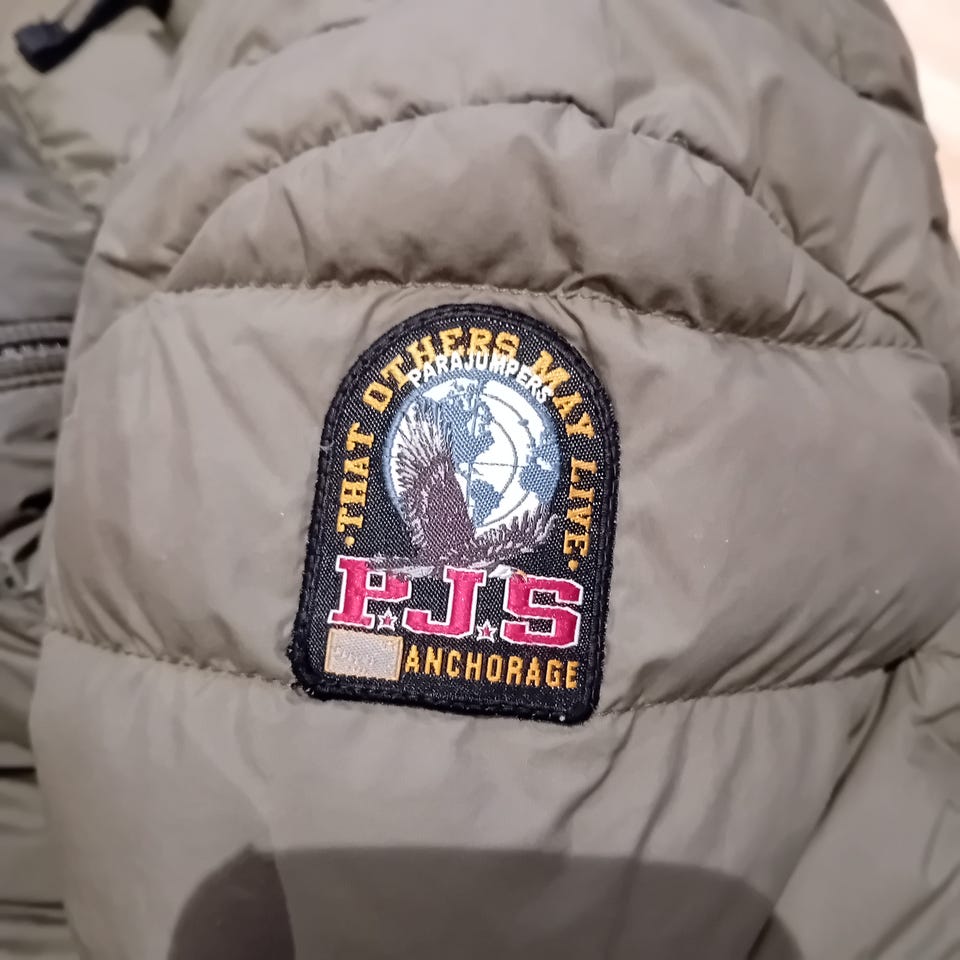 ·THAT OTHERS MAY LIVE·
PARAJUMPERS
P.J.S
ANCHORAGE